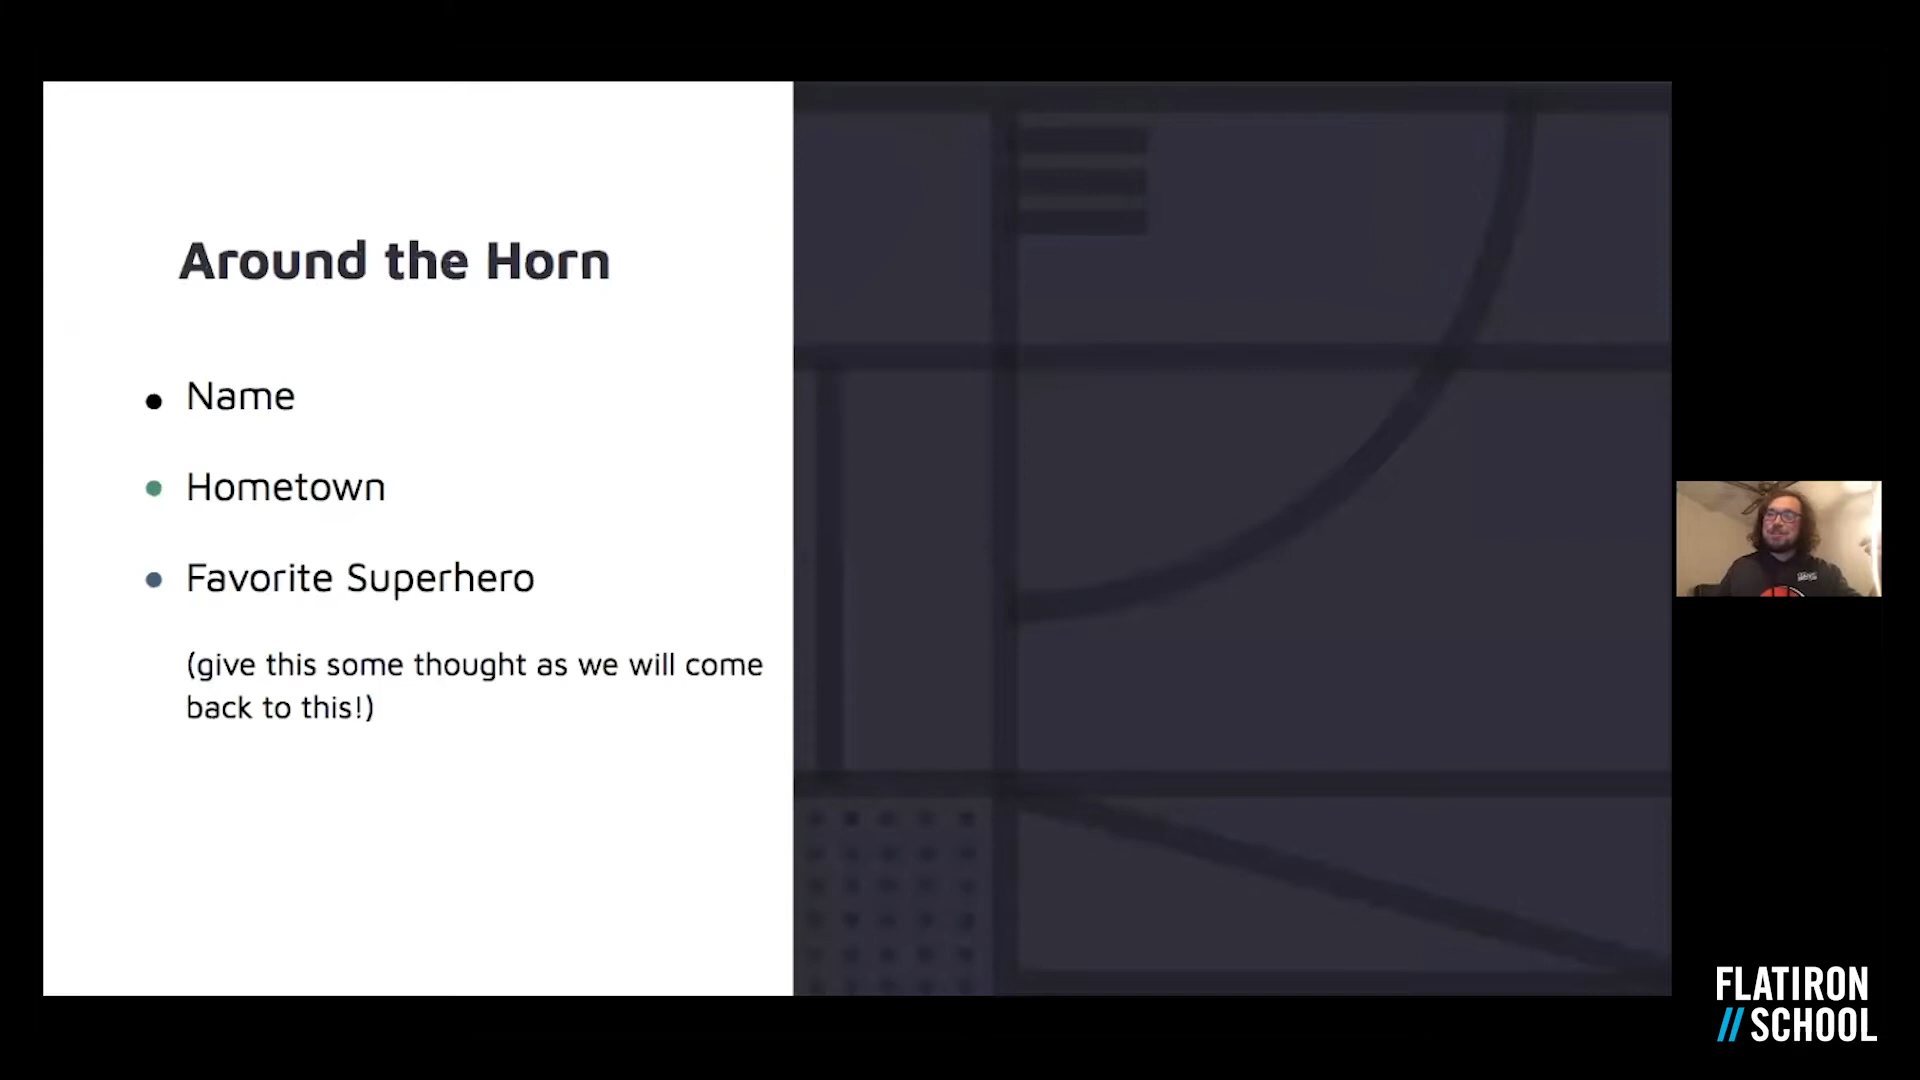 Around the Horn
Name
Hometown
Favorite Superhero
(give this some thought as we will come
back to this!)
FLATIRON
// SCHOOL